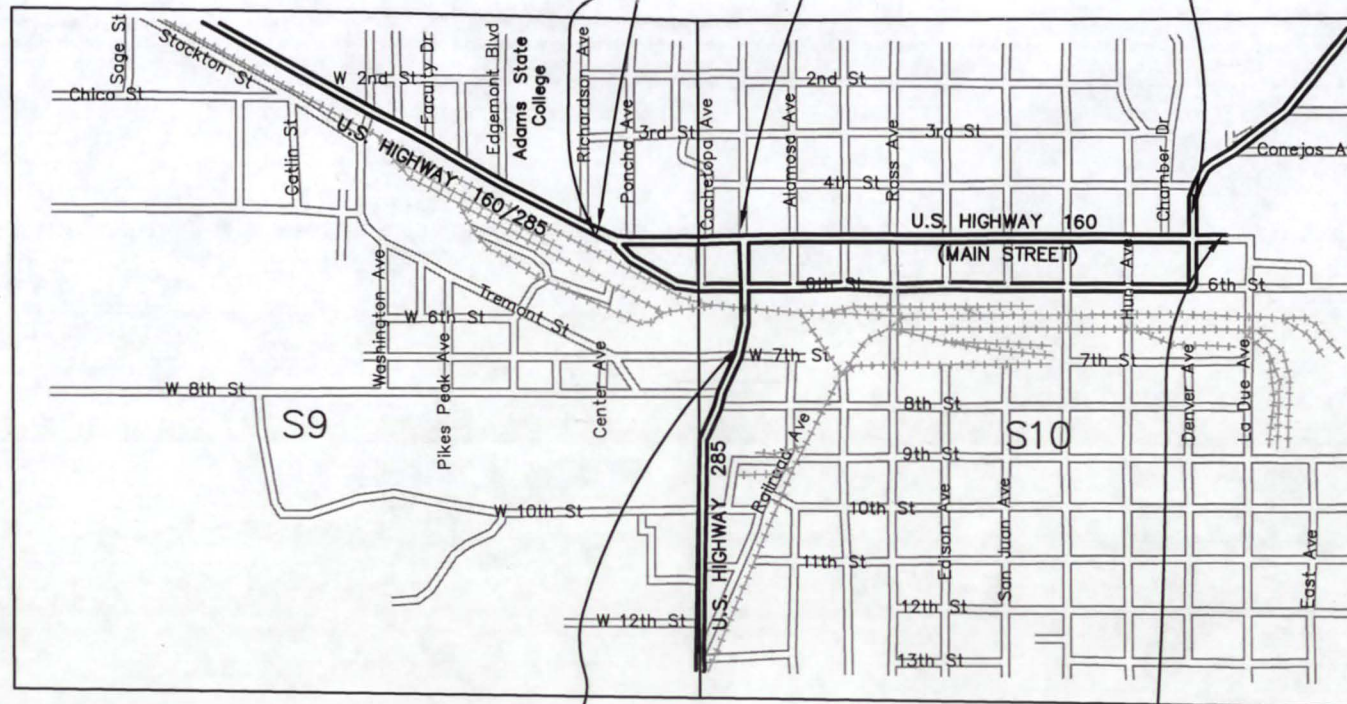 Sage St
Stockton St
Chico St
Catlin St
W 2nd St
Faculty Dr
Edgemont Blvd
Adams State
College
Richardson Ave
Poncha Ave
3rd St
Cochetopa Ave
2nd St
Alamosa Ave
Ross Ave
3rd St
4th St
Chamber Dr
Conejos A
U.S. HIGHWAY 160//285
U.S. HIGHWAY 160
(MAIN STREET)
6th St
6th St
Hunt Ave
Washington Ave
Tremont St
W 6th St
Pikes Peak Ave
Center Ave
W 7th St
7th S
W 8th St
8th St
Denver Ave
La Due Ave
S9
S10
9th St
U.S. HIGHWAY 285
Railroad Ave
W 10th St
10th St
Edison Ave
San Juan Ave
11th St
East Ave
12th St
W 12th St
13th St